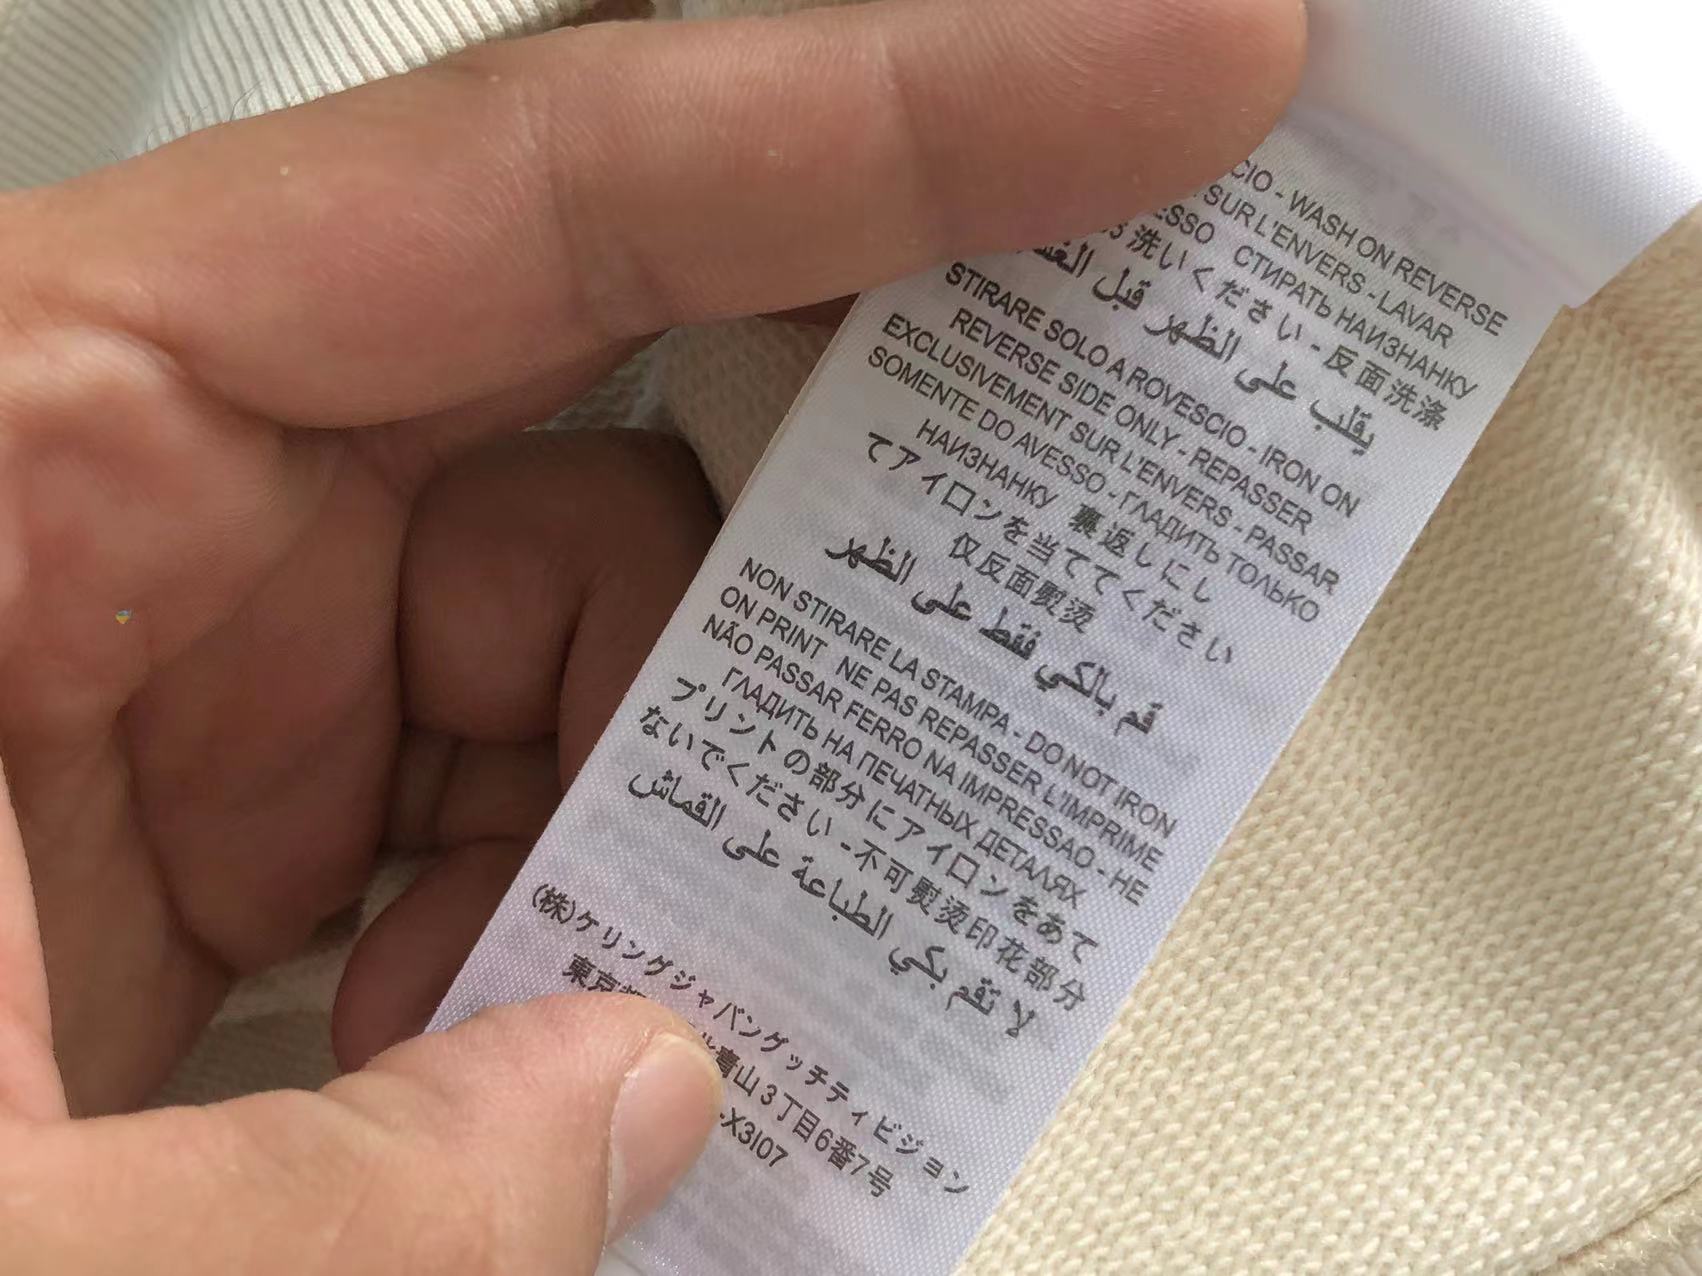 CIO - WASH ON REVERSE
SUR L'ENVERS - LAVAR
ESSO СТИРАТЬ НАИЗНАНКУ
洗いください - 反面洗涤
يقلب على الظهر قبل
STIRARE SOLO A ROVESCIO - IRON ON
REVERSE SIDE ONLY - REPASSER
EXCLUSIVEMENT SUR L'ENVERS - PASSAR
SOMENTE DO AVESSO - ГЛАДИТЬ ТОЛЬКО
НАИЗНАНКУ 裏返しにし
てアイロンを当ててください
仅反面熨烫
قم بالكي فقط على الظهر
NON STIRARE LA STAMPA - DO NOT IRON
ON PRINT NE PAS REPASSER L'IMPRIME
NÃO PASSAR FERRO NA IMPRESSAO - НЕ
ГЛАДИТЬ НА ПЕЧАТНЫХ ДЕТАЛЯХ
プリントの部分にアイロンをあて
ないでください - 不可熨烫印花部分
لا تقم بكي الطباعة على القماش
(株)ケリングジャパングッチディビジョン
東京 青山3丁目6番7号
-X3I07